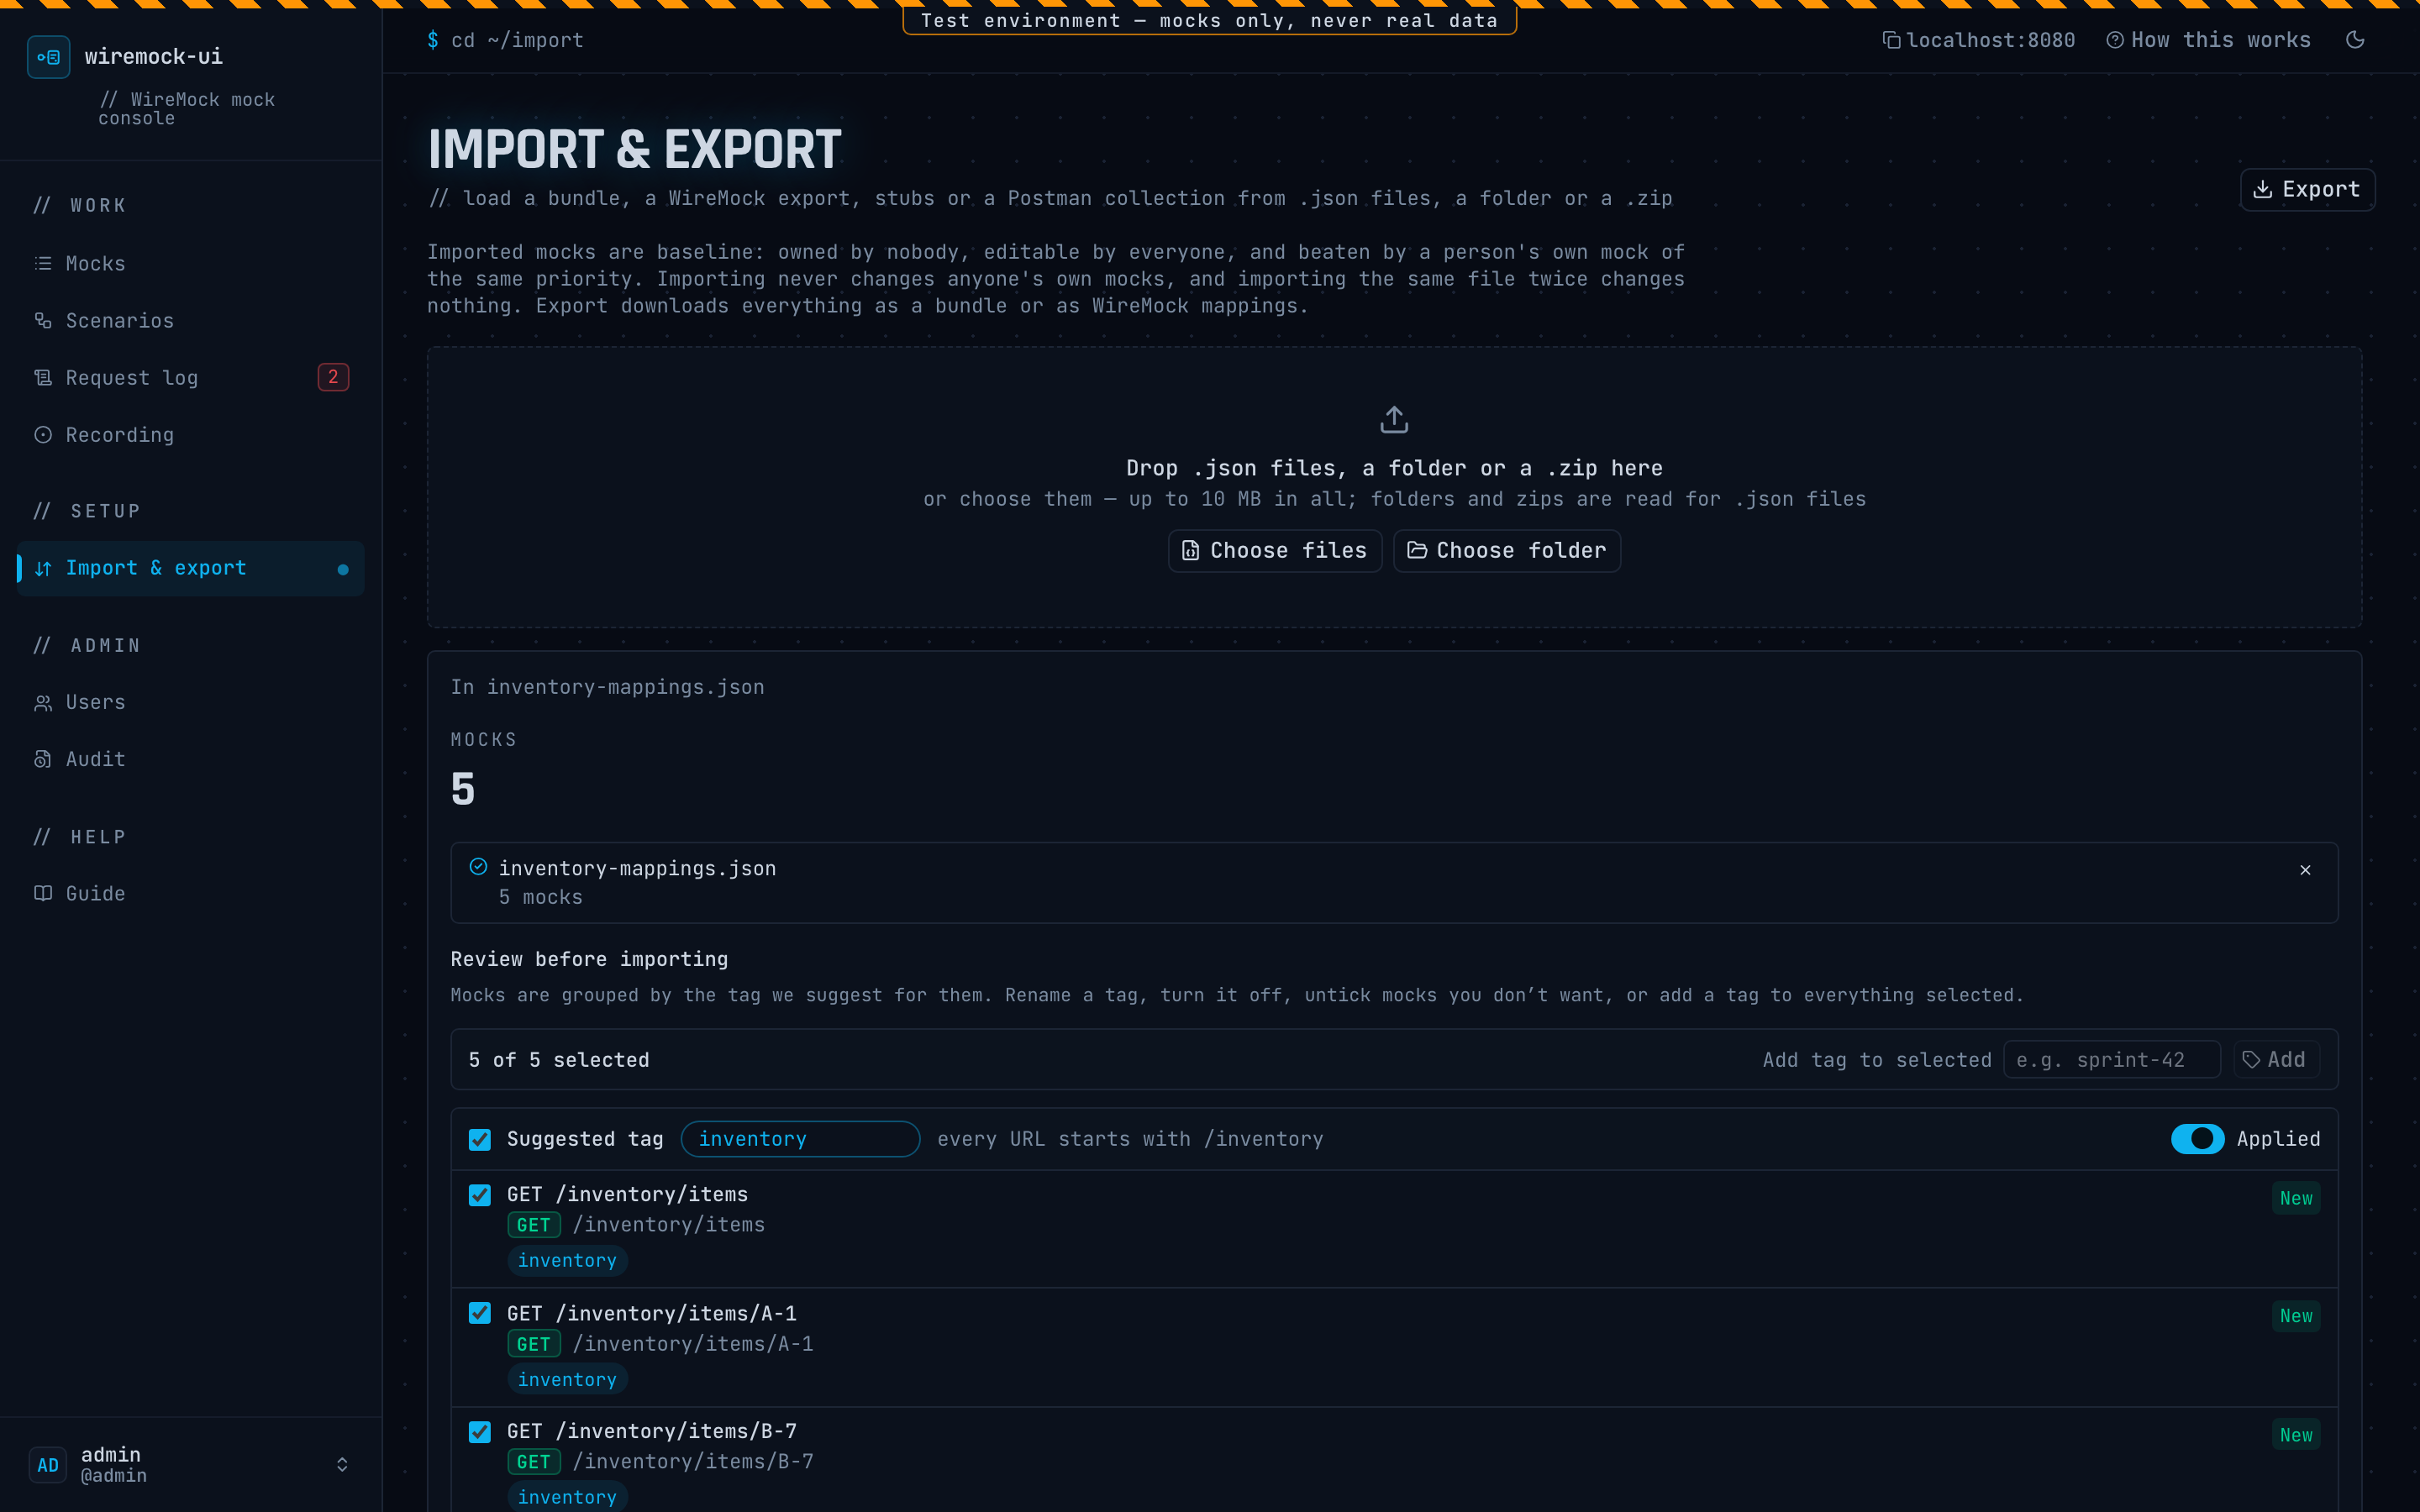 Test environment — mocks only, never real data
wiremock-ui
// WireMock mock
console
$ cd ~/import
localhost:8080
How this works
// WORK
Mocks
Scenarios
Request log
2
Recording
// SETUP
Import & export
// ADMIN
Users
Audit
// HELP
Guide
AD
admin
@admin
IMPORT & EXPORT
// load a bundle, a WireMock export, stubs or a Postman collection from .json files, a folder or a .zip
Export
Imported mocks are baseline: owned by nobody, editable by everyone, and beaten by a person's own mock of
the same priority. Importing never changes anyone's own mocks, and importing the same file twice changes
nothing. Export downloads everything as a bundle or as WireMock mappings.
Drop .json files, a folder or a .zip here
or choose them — up to 10 MB in all; folders and zips are read for .json files
Choose files
Choose folder
In inventory-mappings.json
MOCKS
5
inventory-mappings.json
5 mocks
Review before importing
Mocks are grouped by the tag we suggest for them. Rename a tag, turn it off, untick mocks you don’t want, or add a tag to everything selected.
5 of 5 selected
Add tag to selected
e.g. sprint-42
Add
Suggested tag
inventory
every URL starts with /inventory
Applied
GET /inventory/items
New
GET /inventory/items
inventory
GET /inventory/items/A-1
New
GET /inventory/items/A-1
inventory
GET /inventory/items/B-7
New
GET /inventory/items/B-7
inventory